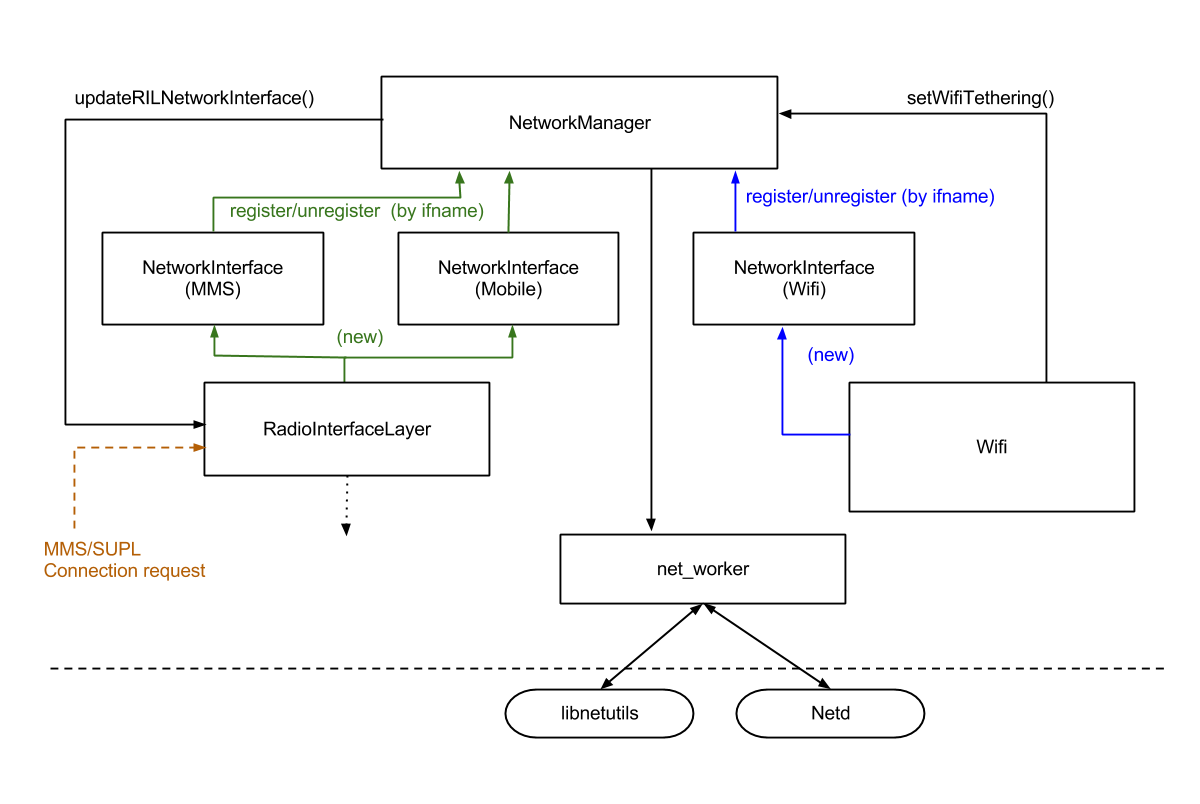 updateRILNetworkInterface()
setWifiTethering()
NetworkManager
register/unregister (by ifname)
register/unregister (by ifname)
NetworkInterface
(MMS)
NetworkInterface
(Mobile)
NetworkInterface
(Wifi)
(new)
(new)
RadioInterfaceLayer
Wifi
MMS/SUPL
Connection request
net_worker
libnetutils
Netd